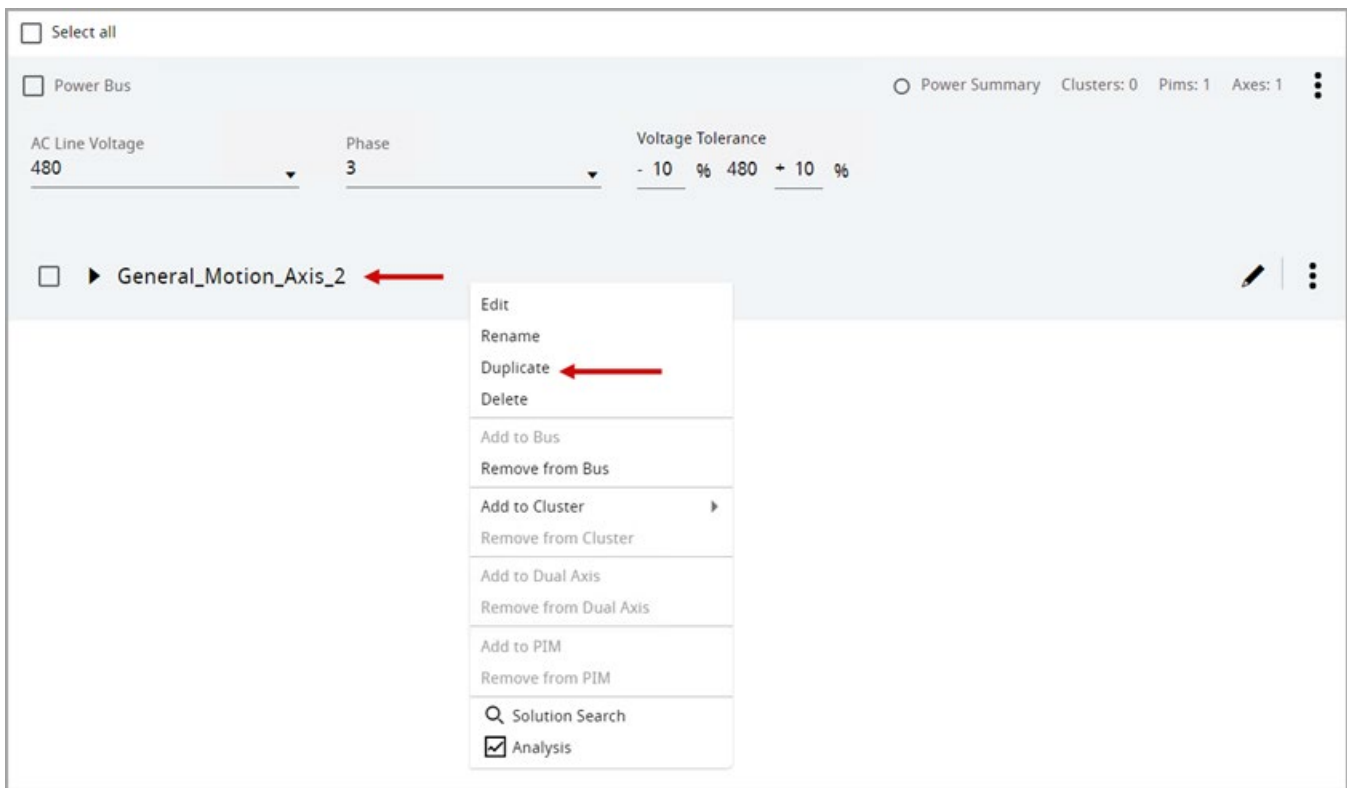 Select all
Power Bus Power Summary Clusters: 0 Pims: 1 Axes: 1
AC Line Voltage Phase Voltage Tolerance
480 3 - 10 % 480 + 10 %
General_Motion_Axis_2
Edit
Rename
Duplicate
Delete
Add to Bus
Remove from Bus
Add to Cluster
Remove from Cluster
Add to Dual Axis
Remove from Dual Axis
Add to PIM
Remove from PIM
Solution Search
Analysis